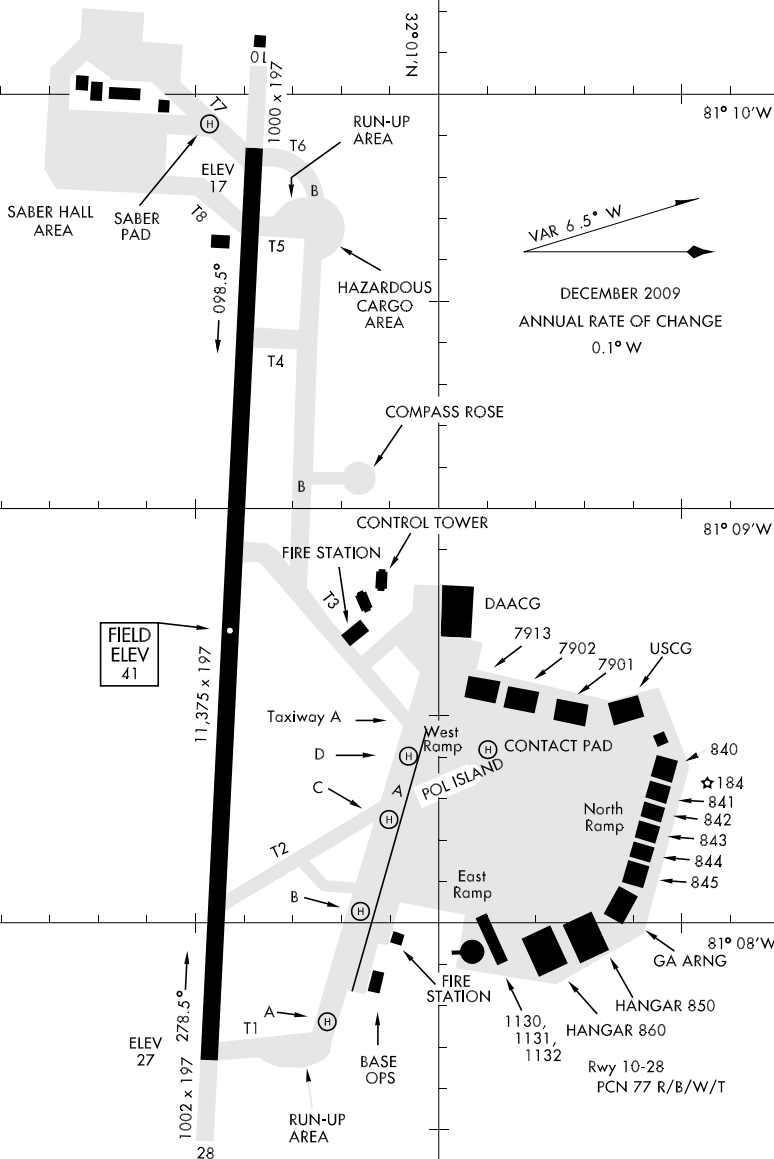 32° 01'N
10
1000 x 197
81° 10'W
T7
T6
RUN-UP
AREA
ELEV
17
B
SABER HALL
AREA
SABER
PAD
T8
T5
VAR 6.5° W
098.5°
HAZARDOUS
CARGO
AREA
DECEMBER 2009
ANNUAL RATE OF CHANGE
0.1° W
T4
COMPASS ROSE
B
CONTROL TOWER
81° 09'W
FIRE STATION
T3
DAACG
FIELD
ELEV
41
7913
7902
7901
USCG
11,375 x 197
Taxiway A
West
Ramp
D
H
H
CONTACT PAD
840
POL ISLAND
C
A
184
H
North
Ramp
841
842
843
844
845
T2
East
Ramp
B
H
81° 08'W
GA ARNG
278.5°
FIRE
STATION
HANGAR 850
A
H
1130,
1131,
1132
HANGAR 860
T1
ELEV
27
BASE
OPS
Rwy 10-28
PCN 77 R/B/W/T
1002 x 197
RUN-UP
AREA
28
H